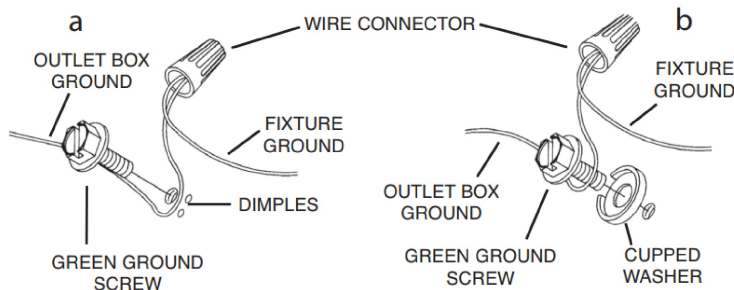 a
WIRE CONNECTOR
b
OUTLET BOX
GROUND
FIXTURE
GROUND
DIMPLES
GREEN GROUND
SCREW
FIXTURE
GROUND
OUTLET BOX
GROUND
GREEN GROUND
SCREW
CUPPED
WASHER